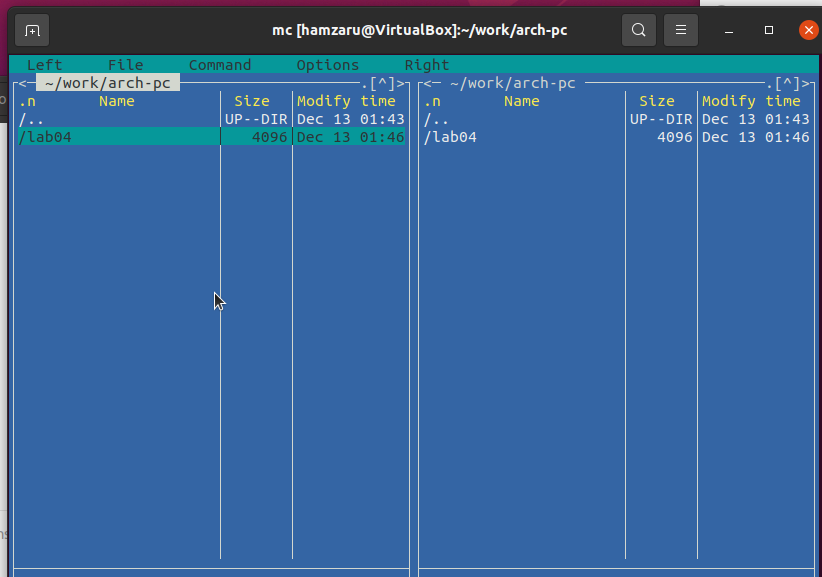 mc [hamzaru@VirtualBox]:~/work/arch-pc
Left File Command Options Right
<─ ~/work/arch-pc ─.[^]> <─ ~/work/arch-pc ─.[^]>
.n Name Size Modify time .n Name Size Modify time
/.. UP--DIR Dec 13 01:43 /.. UP--DIR Dec 13 01:43
/lab04 4096 Dec 13 01:46 /lab04 4096 Dec 13 01:46